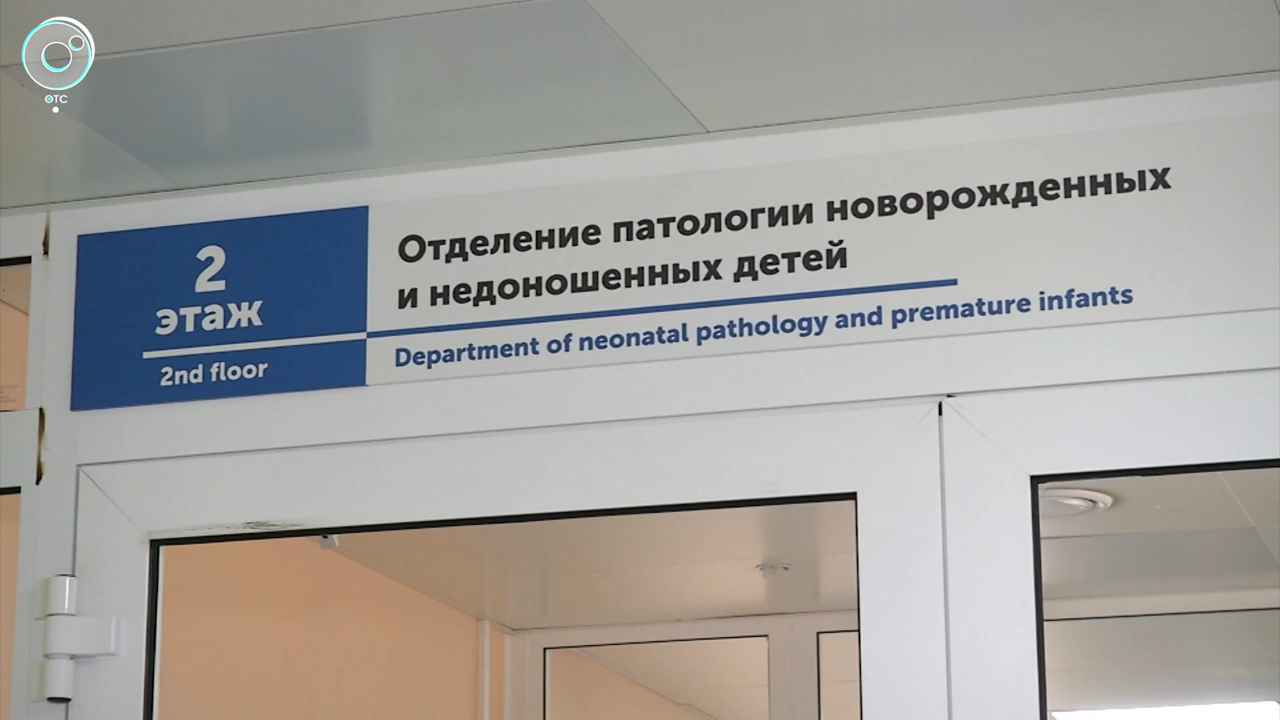 ОТС
2
этаж
2nd floor
Отделение патологии новорожденных
и недоношенных детей
Department of neonatal pathology and premature infants